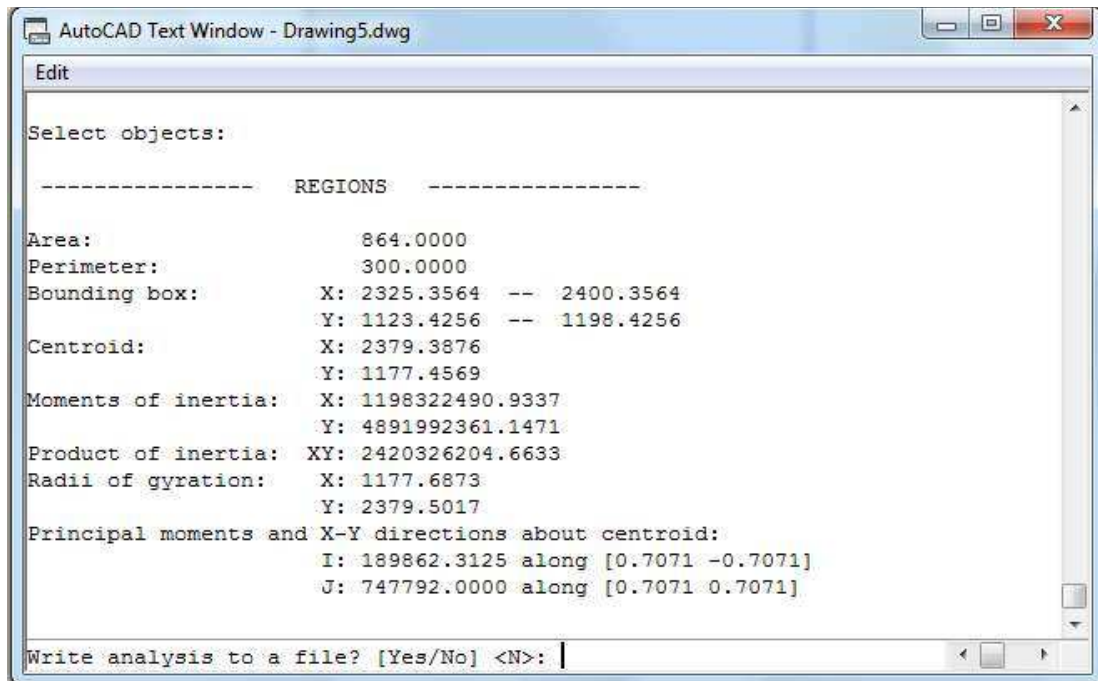 AutoCAD Text Window - Drawing5.dwg
Edit
Select objects:
---------------- REGIONS ----------------
Area: 864.0000
Perimeter: 300.0000
Bounding box: X: 2325.3564 -- 2400.3564
Y: 1123.4256 -- 1198.4256
Centroid: X: 2379.3876
Y: 1177.4569
Moments of inertia: X: 1198322490.9337
Y: 4891992361.1471
Product of inertia: XY: 2420326204.6633
Radii of gyration: X: 1177.6873
Y: 2379.5017
Principal moments and X-Y directions about centroid:
I: 189862.3125 along [0.7071 -0.7071]
J: 747792.0000 along [0.7071 0.7071]
Write analysis to a file? [Yes/No] <N>: